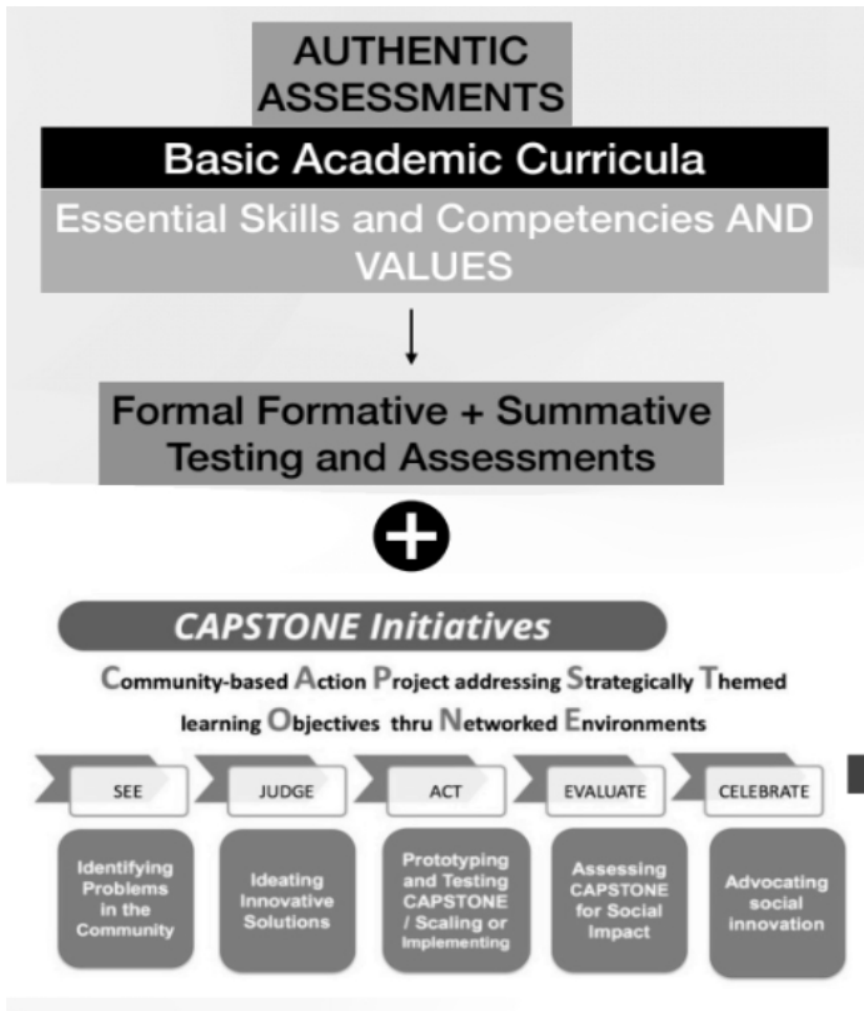 AUTHENTIC
ASSESSMENTS
Basic Academic Curricula
Essential Skills and Competencies AND
VALUES
Formal Formative + Summative
Testing and Assessments
CAPSTONE Initiatives
Community-based Action Project addressing Strategically Themed
learning Objectives thru Networked Environments
SEE
JUDGE
ACT
EVALUATE
CELEBRATE
Identifying
Problems
in the
Community
Ideating
Innovative
Solutions
Prototyping
and Testing
CAPSTONE
/ Scaling or
Implementing
Assessing
CAPSTONE
for Social
Impact
Advocating
social
innovation